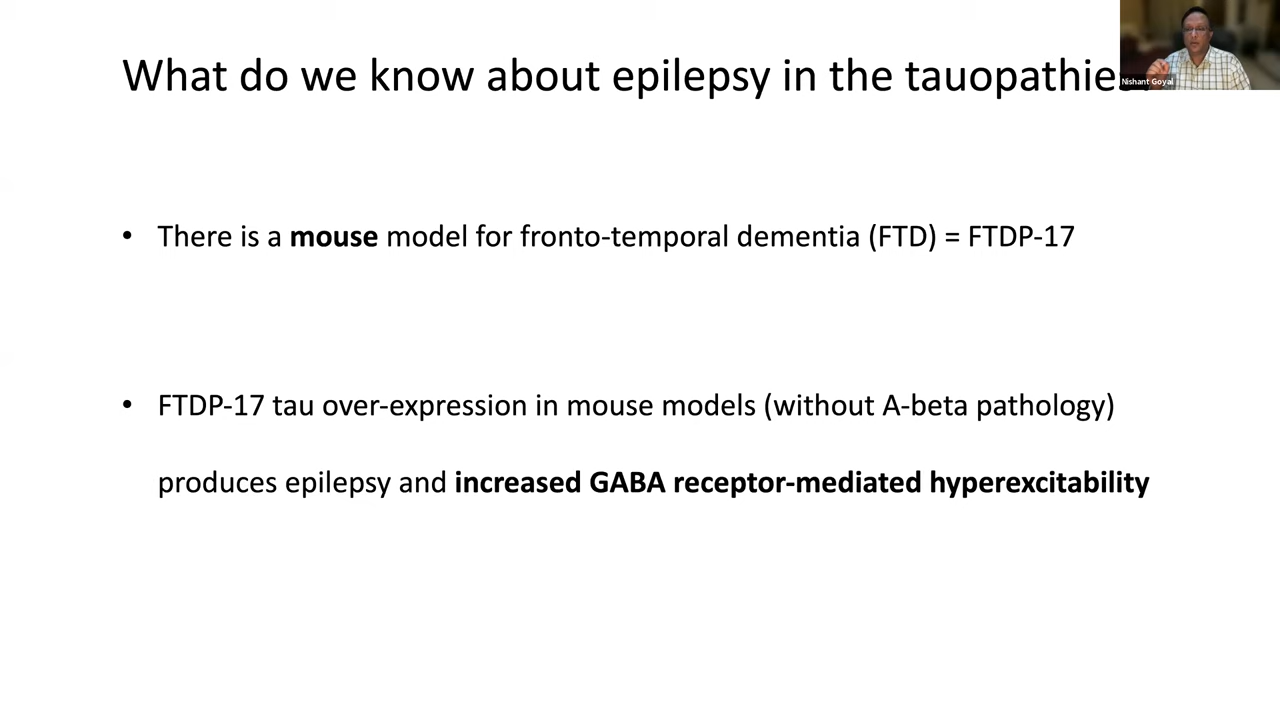 What do we know about epilepsy in the tauopathies
Nishant Goyal
• There is a mouse model for fronto-temporal dementia (FTD) = FTDP-17
• FTDP-17 tau over-expression in mouse models (without A-beta pathology)
produces epilepsy and increased GABA receptor-mediated hyperexcitability